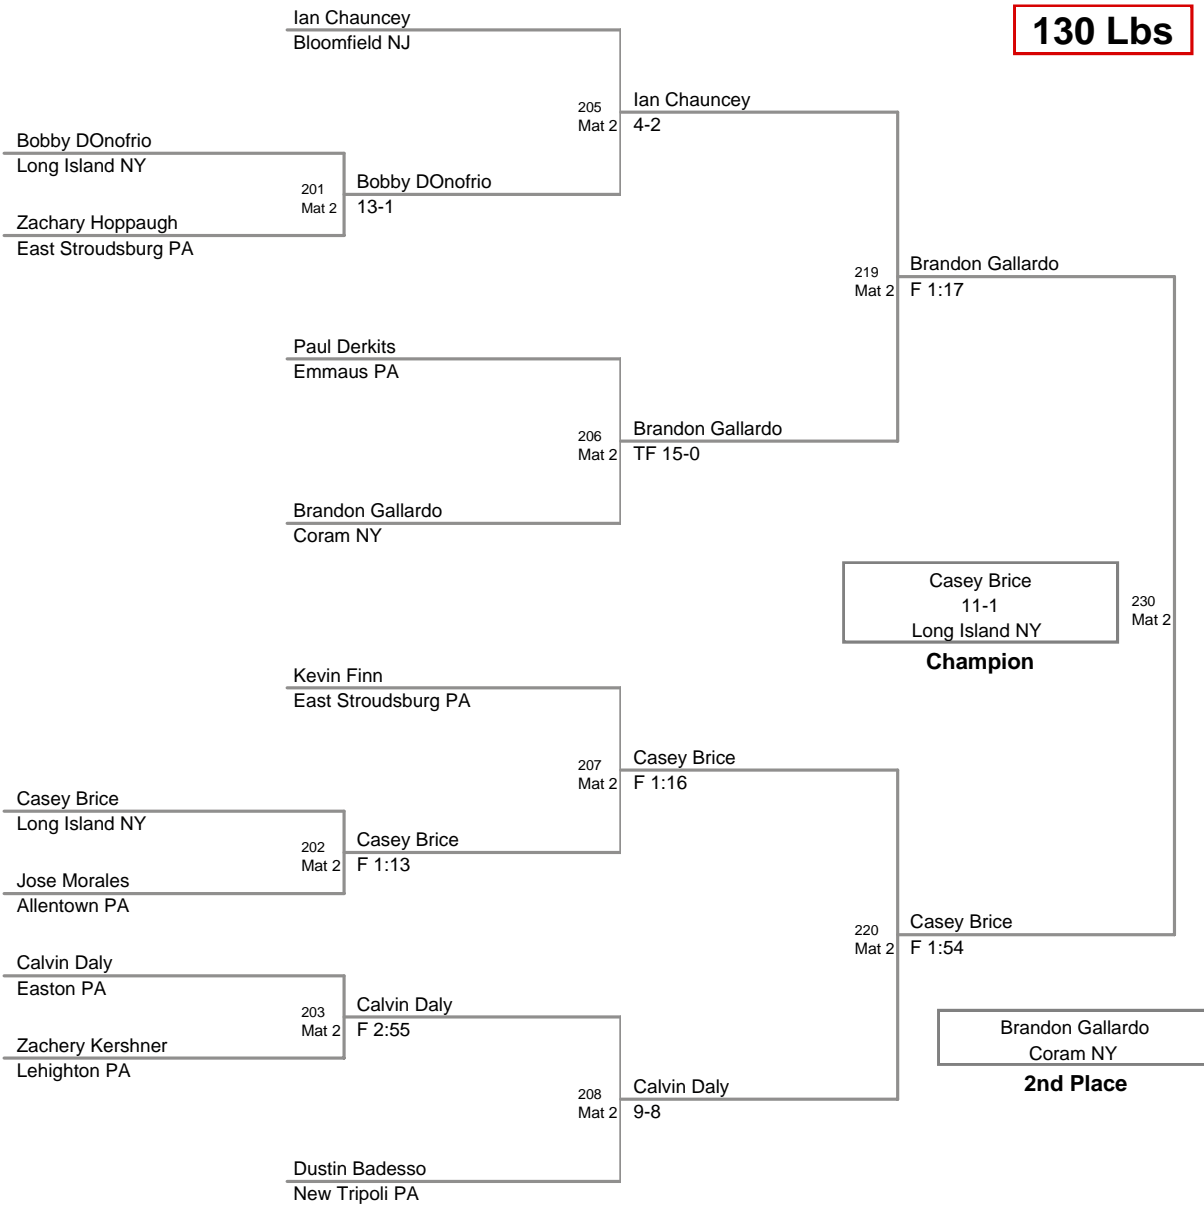 Ian Chauncey
Bloomfield NJ
130 Lbs
205
Mat 2
Ian Chauncey
4-2
Bobby DOnofrio
Long Island NY
201
Mat 2
Bobby DOnofrio
13-1
Zachary Hoppaugh
East Stroudsburg PA
219
Mat 2
Brandon Gallardo
F 1:17
Paul Derkits
Emmaus PA
206
Mat 2
Brandon Gallardo
TF 15-0
Brandon Gallardo
Coram NY
Casey Brice
11-1
Long Island NY
Champion
230
Mat 2
Kevin Finn
East Stroudsburg PA
207
Mat 2
Casey Brice
F 1:16
Casey Brice
Long Island NY
202
Mat 2
Casey Brice
F 1:13
Jose Morales
Allentown PA
220
Mat 2
Casey Brice
F 1:54
Calvin Daly
Easton PA
203
Mat 2
Calvin Daly
F 2:55
Zachery Kershner
Lehighton PA
Brandon Gallardo
Coram NY
2nd Place
208
Mat 2
Calvin Daly
9-8
Dustin Badesso
New Tripoli PA